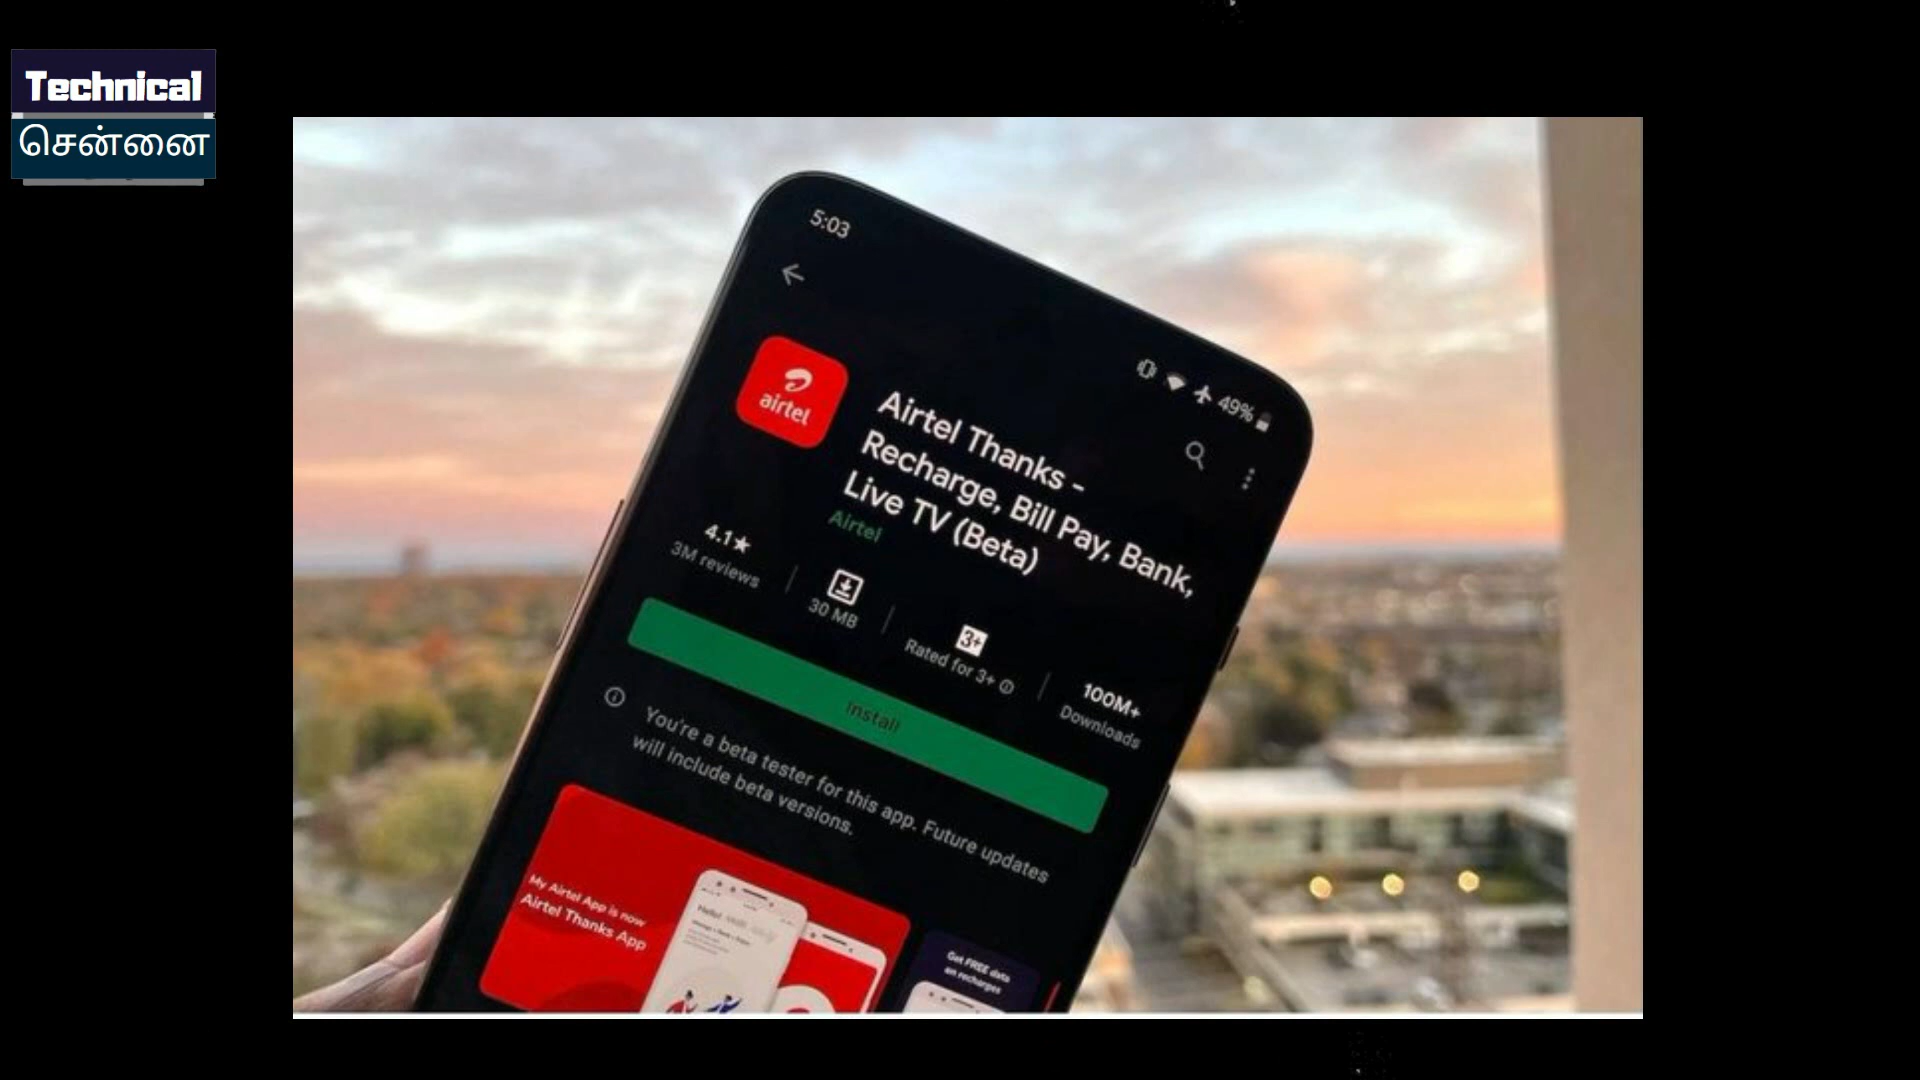 Technical
சென்னை
5:03
49%
airtel
Airtel Thanks -
Recharge, Bill Pay, Bank,
Live TV (Beta)
Airtel
4.1★
3M reviews
30 MB
3+
Rated for 3+
100M+
Downloads
Install
You're a beta tester for this app. Future updates
will include beta versions.
My Airtel App is now
Airtel Thanks App
Hello!
Get FREE data
on recharges